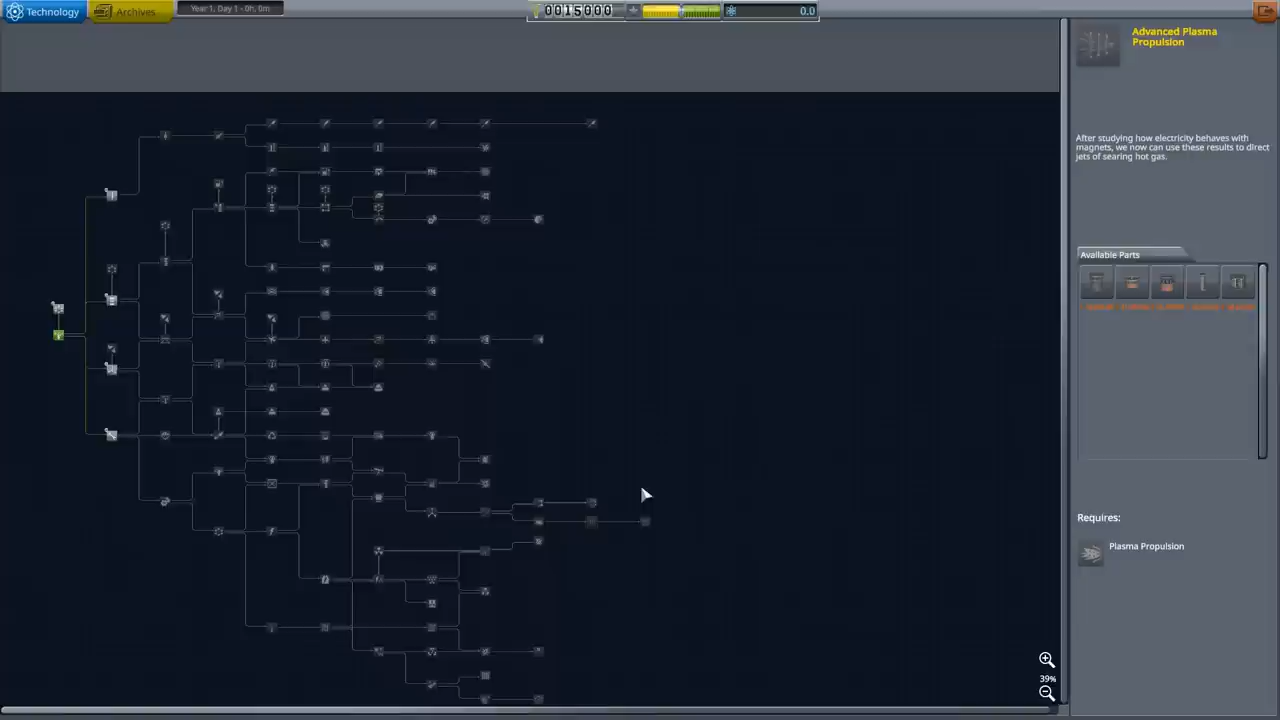 Technology
Archives
Year 1, Day 1 - 0h, 0m
0015000
0.0
Advanced Plasma
Propulsion
After studying how electricity behaves with
magnets, we now can use these results to direct
jets of searing hot gas.
Available Parts
Requires:
Plasma Propulsion
39%